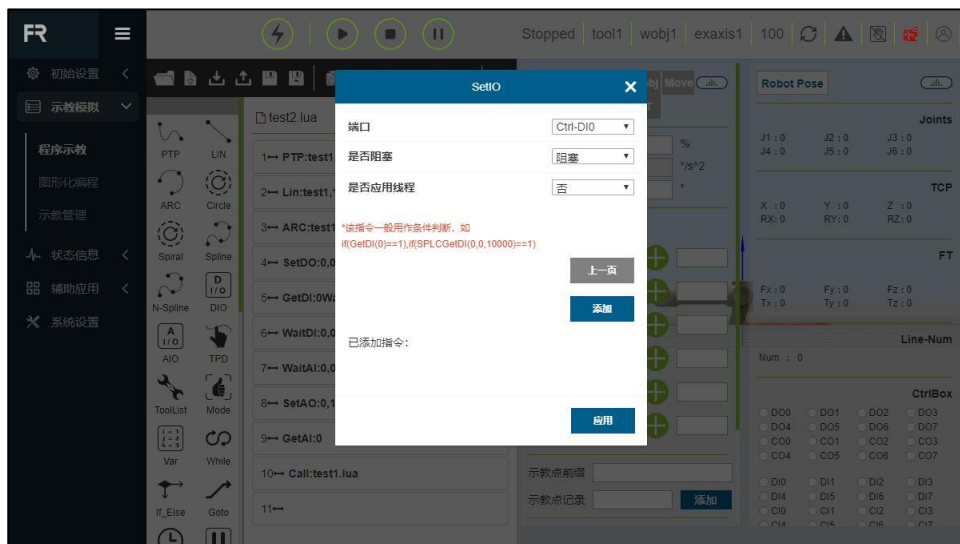 FR
Stopped tool1 wobj1 exaxis1 100
初始设置
示教模拟
程序示教
图形化编程
示教管理
状态信息
辅助应用
系统设置
PTP LIN
ARC Circle
Spiral Spline
N-Spline DIO
AIO TPD
ToolList Mode
Var While
If_Else Goto
test2.lua
1 PTP:test1
2 Lin:test1,
3 ARC:test1
4 SetDO:0,0
5 GetDI:0
6 WaitDI:0,0
7 WaitAI:0,0
8 SetAO:0,1
9 GetAI:0
10 Call:test1.lua
11
SetIO
端口 Ctrl-DI0
是否阻塞 阻塞
是否应用线程 否
*该指令一般用作条件判断，如
if(GetDI(0)==1),if(SPLCGetDI(0,0,10000)==1)
上一页
添加
已添加指令：
应用
Move
%
°/s^2
°
示教点前缀
示教点记录 添加
Robot Pose
Joints
J1 : 0 J2 : 0 J3 : 0
J4 : 0 J5 : 0 J6 : 0
TCP
X : 0 Y : 0 Z : 0
RX: 0 RY: 0 RZ: 0
FT
Fx : 0 Fy : 0 Fz : 0
Tx : 0 Ty : 0 Tz : 0
Line-Num
Num : 0
CtrlBox
DO0 DO1 DO2 DO3
DO4 DO5 DO6 DO7
CO0 CO1 CO2 CO3
CO4 CO5 CO6 CO7
DI0 DI1 DI2 DI3
DI4 DI5 DI6 DI7
CI0 CI1 CI2 CI3
CI4 CI5 CI6 CI7